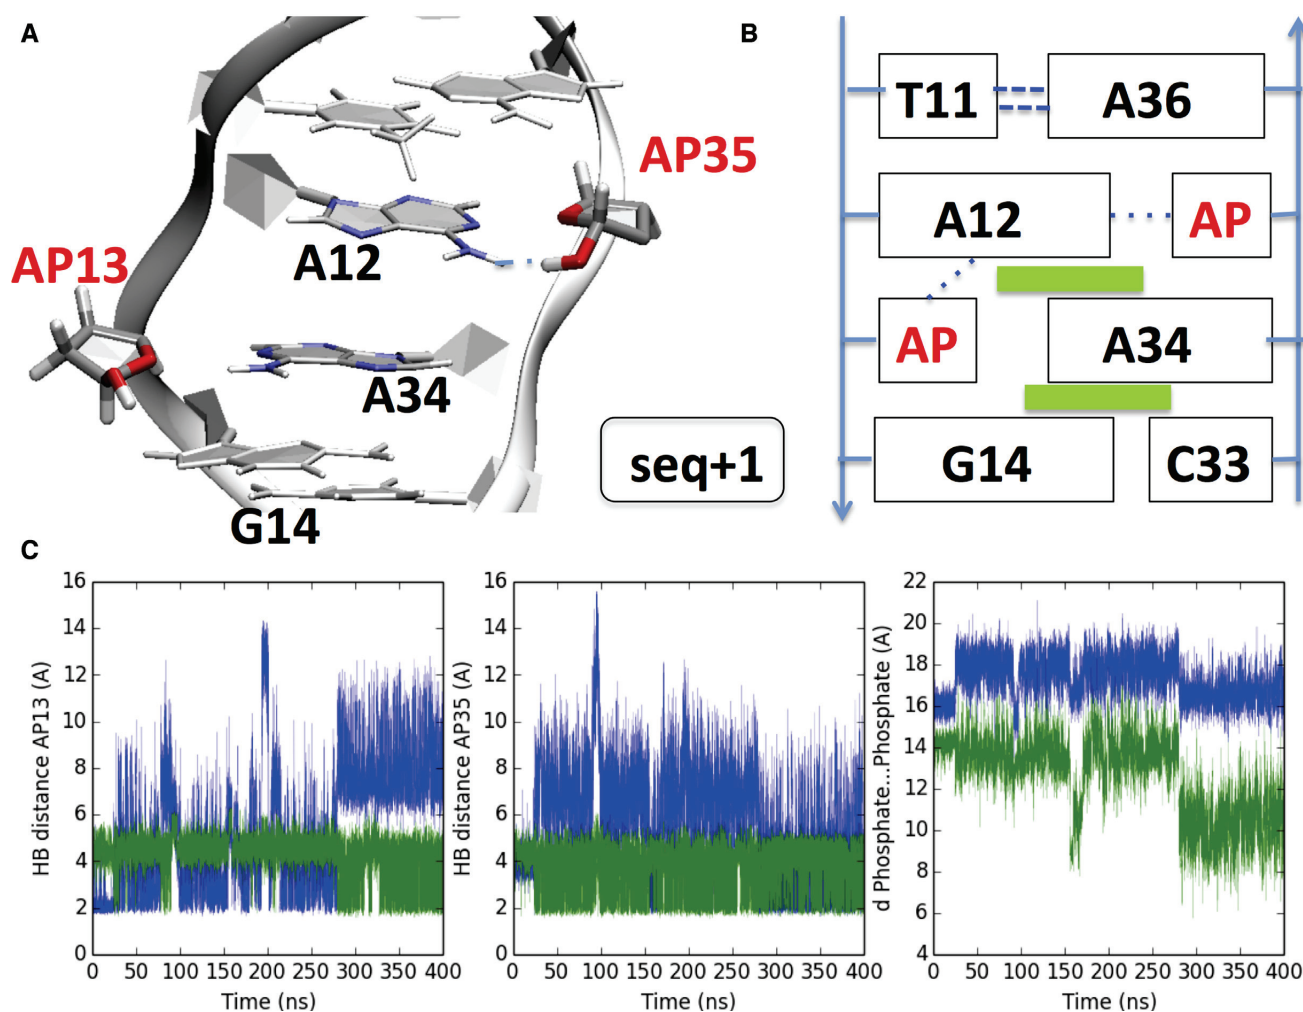 A
AP35
AP13
A12
A34
seq+1
G14
B
T11 A36
A12 AP
AP A34
G14 C33
C
16
14
12
10
8
6
4
2
0
HB distance AP13 (A)
0 50 100 150 200 250 300 350 400
Time (ns)
16
14
12
10
8
6
4
2
0
HB distance AP35 (A)
0 50 100 150 200 250 300 350 400
Time (ns)
22
20
18
16
14
12
10
8
6
4
d Phosphate...Phosphate (A)
0 50 100 150 200 250 300 350 400
Time (ns)